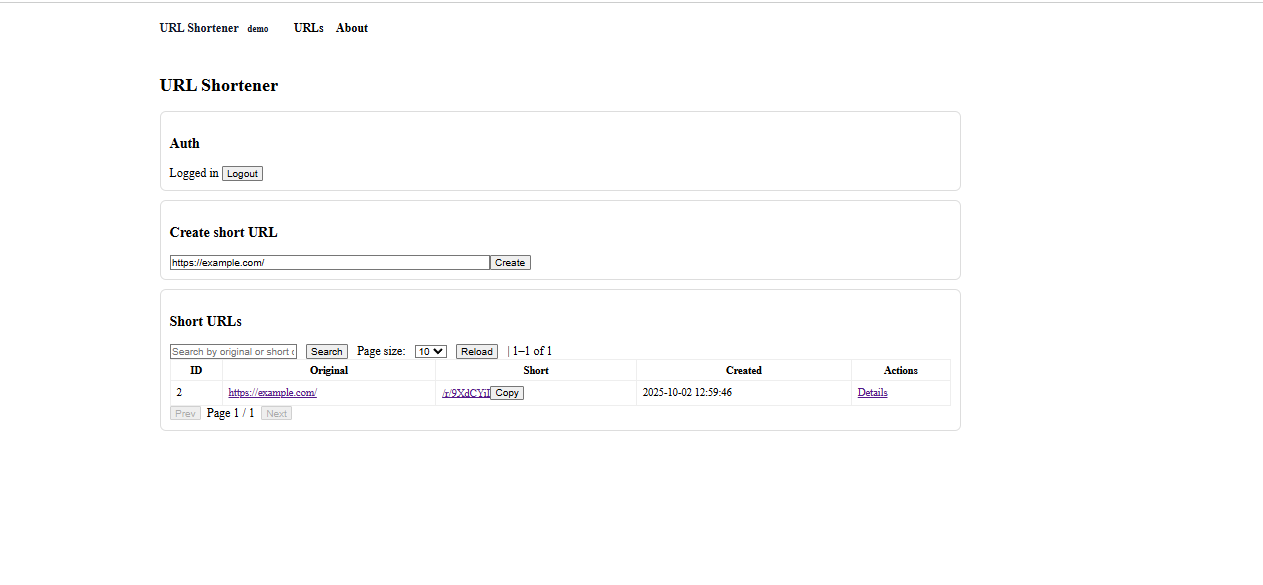 URL Shortener demo URLs About
URL Shortener
Auth
Logged in Logout
Create short URL
https://example.com/ Create
Short URLs
Search by original or short c Search Page size: 10 Reload | 1–1 of 1
ID Original Short Created Actions
2 https://example.com/ /r/9XdCYiI Copy 2025-10-02 12:59:46 Details
Prev Page 1 / 1 Next